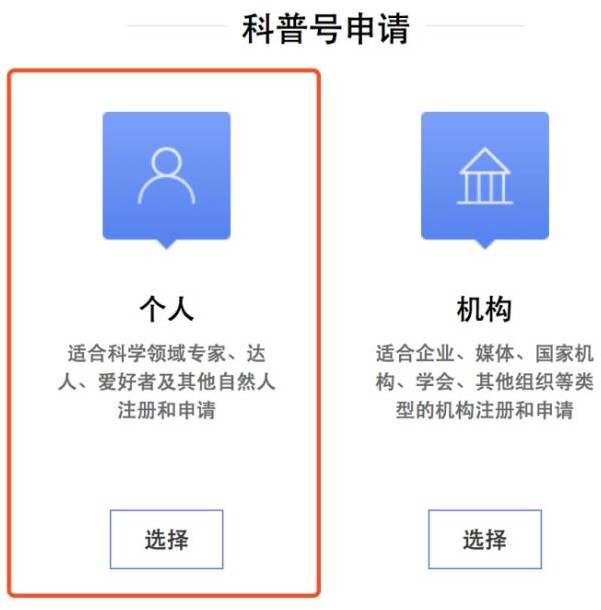 科普号申请
个人
适合科学领域专家、达
人、爱好者及其他自然人
注册和申请
选择
机构
适合企业、媒体、国家机
构、学会、其他组织等类
型的机构注册和申请
选择